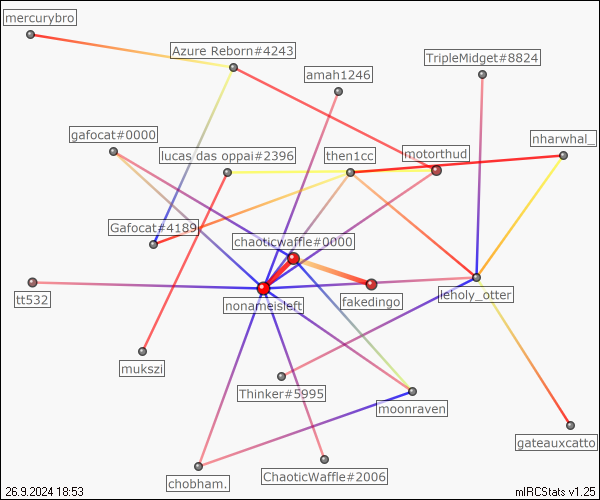 mercurybro
Azure Reborn#4243
TripleMidget#8824
amah1246
gafocat#0000
nharwhal_
lucas das oppai#2396
then1cc
motorthud
Gafocat#4189
chaoticwaffle#0000
tt532
nonameisleft
fakedingo
leholy_otter
mukszi
Thinker#5995
moonraven
gateauxcatto
chobham.
ChaoticWaffle#2006
26.9.2024 18:53
mIRCStats v1.25